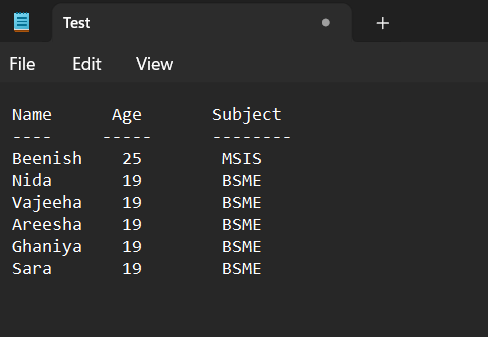 Test
File Edit View
Name Age Subject
---- ----- --------
Beenish 25 MSIS
Nida 19 BSME
Vajeeha 19 BSME
Areesha 19 BSME
Ghaniya 19 BSME
Sara 19 BSME